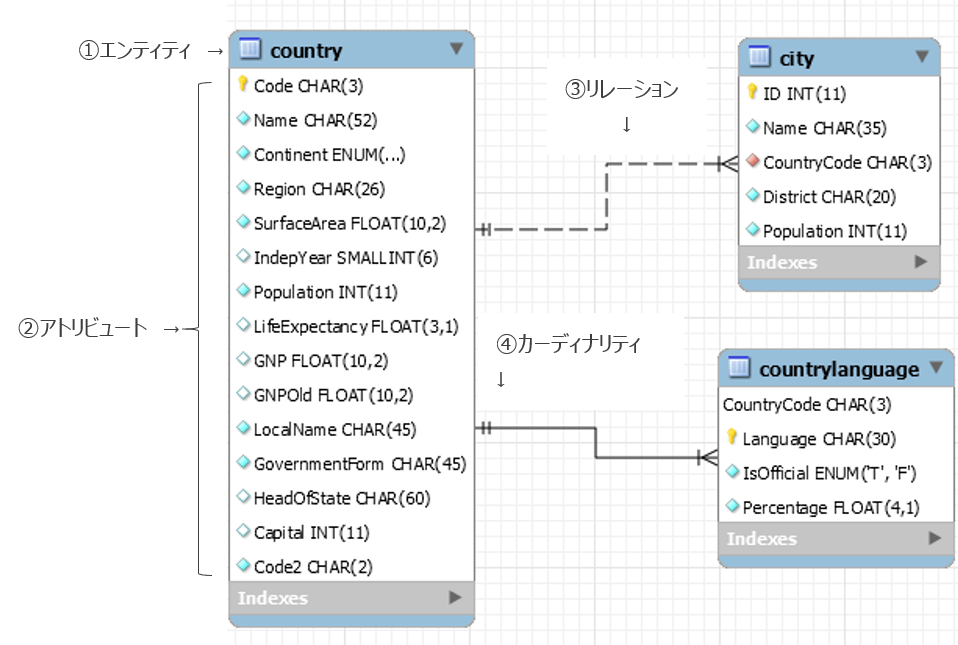 ①エンティティ →
country
Code CHAR(3)
Name CHAR(52)
Continent ENUM(...)
Region CHAR(26)
SurfaceArea FLOAT(10,2)
IndepYear SMALLINT(6)
Population INT(11)
LifeExpectancy FLOAT(3,1)
GNP FLOAT(10,2)
GNPOld FLOAT(10,2)
LocalName CHAR(45)
GovernmentForm CHAR(45)
HeadOfState CHAR(60)
Capital INT(11)
Code2 CHAR(2)
Indexes
②アトリビュート →
③リレーション
↓
④カーディナリティ
↓
city
ID INT(11)
Name CHAR(35)
CountryCode CHAR(3)
District CHAR(20)
Population INT(11)
Indexes
countrylanguage
CountryCode CHAR(3)
Language CHAR(30)
IsOfficial ENUM('T', 'F')
Percentage FLOAT(4,1)
Indexes